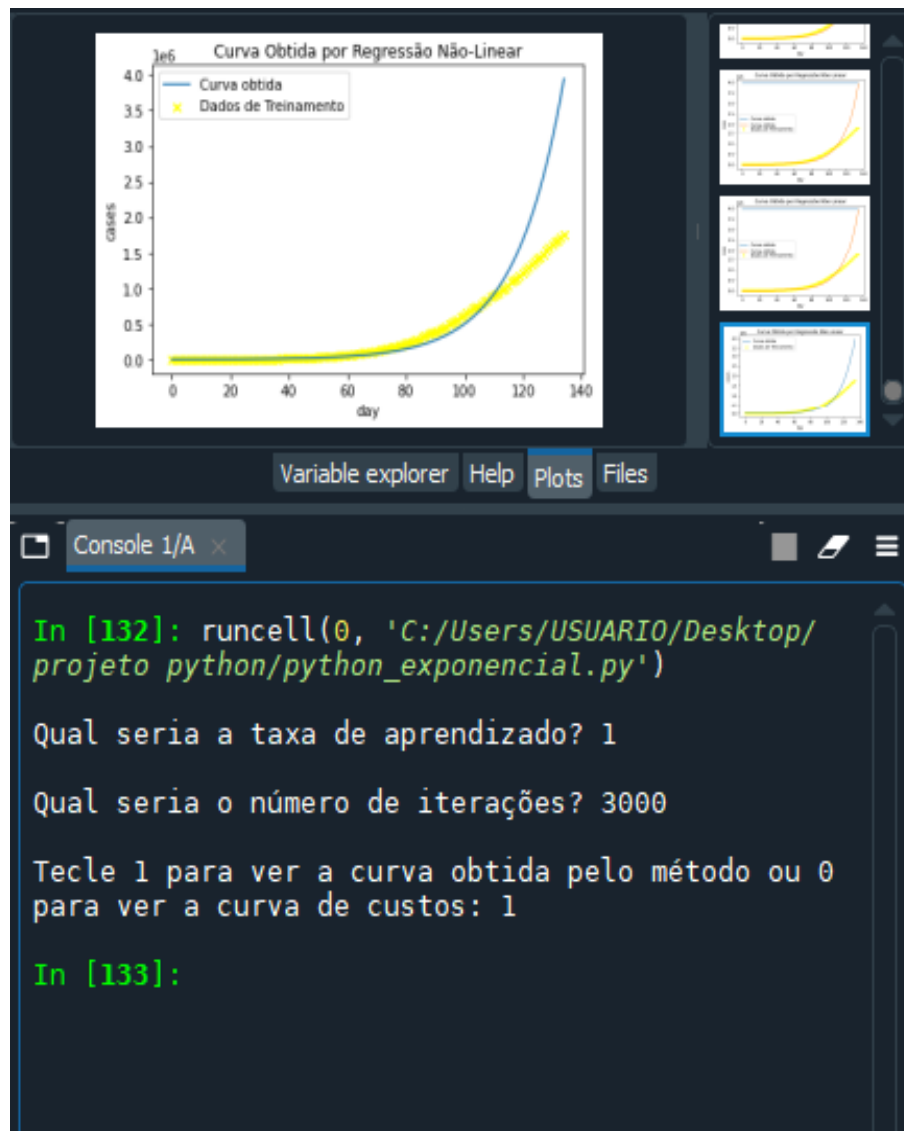 Curva Obtida por Regressão Não-Linear
1e6
4.0
3.5
3.0
2.5
2.0
1.5
1.0
0.5
0.0
cases
Curva obtida
Dados de Treinamento
0 20 40 60 80 100 120 140
day
Variable explorer Help Plots Files
Console 1/A ×
In [132]: runcell(0, 'C:/Users/USUARIO/Desktop/
projeto python/python_exponencial.py')
Qual seria a taxa de aprendizado? 1
Qual seria o número de iterações? 3000
Tecle 1 para ver a curva obtida pelo método ou 0
para ver a curva de custos: 1
In [133]: